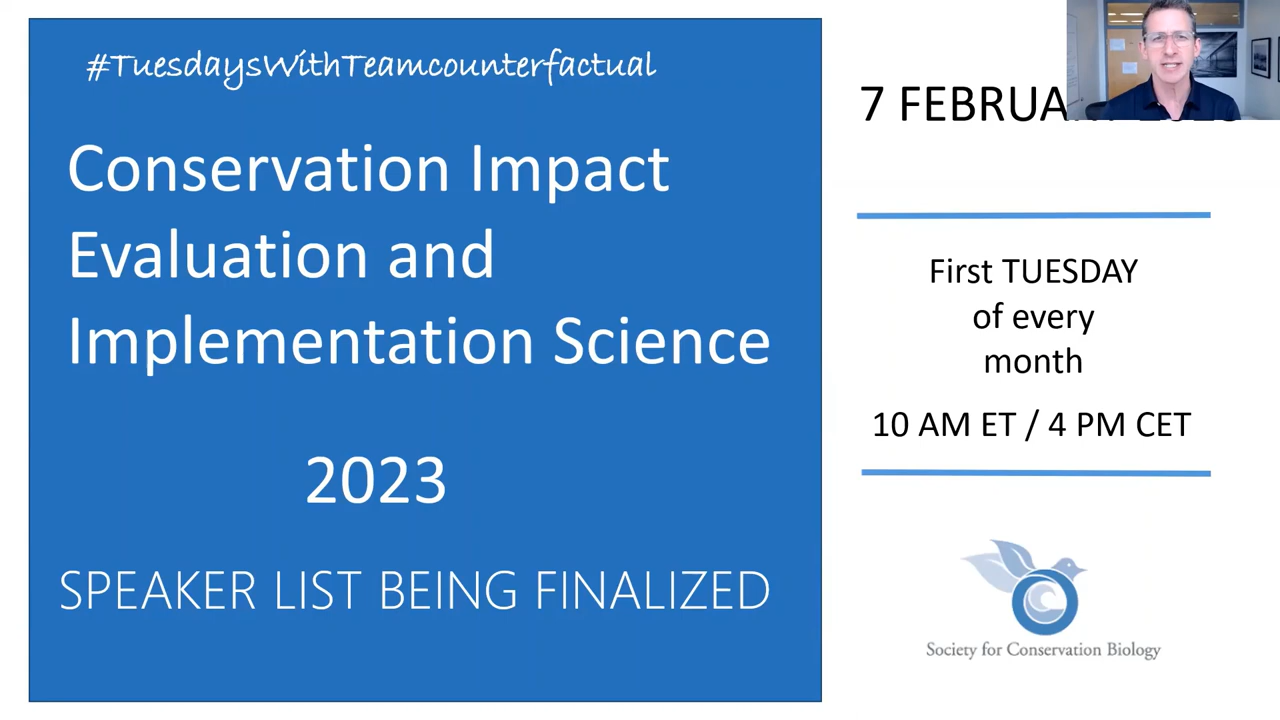 #TuesdaysWithTeamcounterfactual
Conservation Impact
Evaluation and
Implementation Science
2023
SPEAKER LIST BEING FINALIZED
7
First TUESDAY
of every
month
10 AM ET / 4 PM CET
Society for Conservation Biology